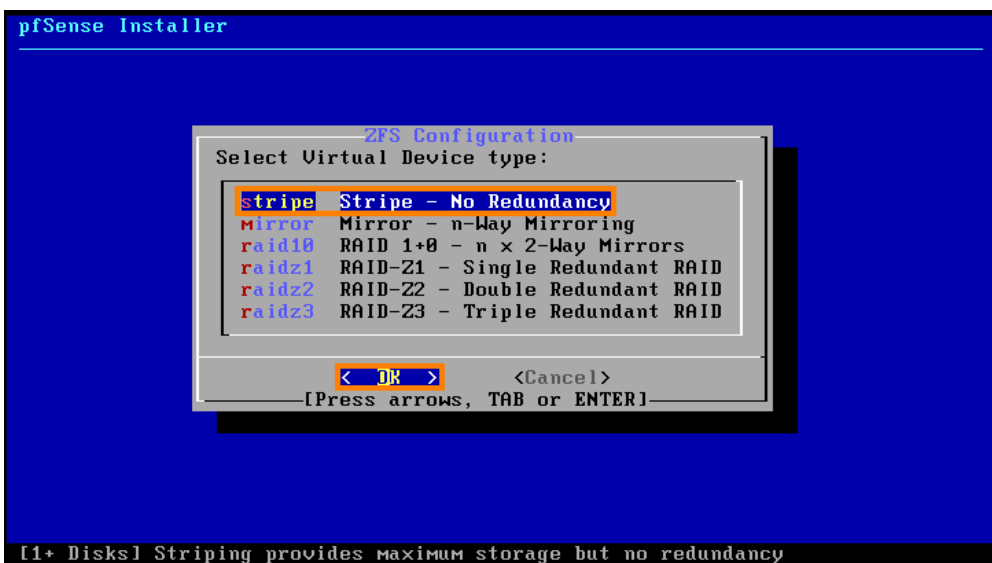 pfSense Installer
ZFS Configuration
Select Virtual Device type:
stripe Stripe - No Redundancy
mirror Mirror - n-Way Mirroring
raid10 RAID 1+0 - n x 2-Way Mirrors
raidz1 RAID-Z1 - Single Redundant RAID
raidz2 RAID-Z2 - Double Redundant RAID
raidz3 RAID-Z3 - Triple Redundant RAID
< OK > <Cancel>
[Press arrows, TAB or ENTER]
[1+ Disks] Striping provides maximum storage but no redundancy